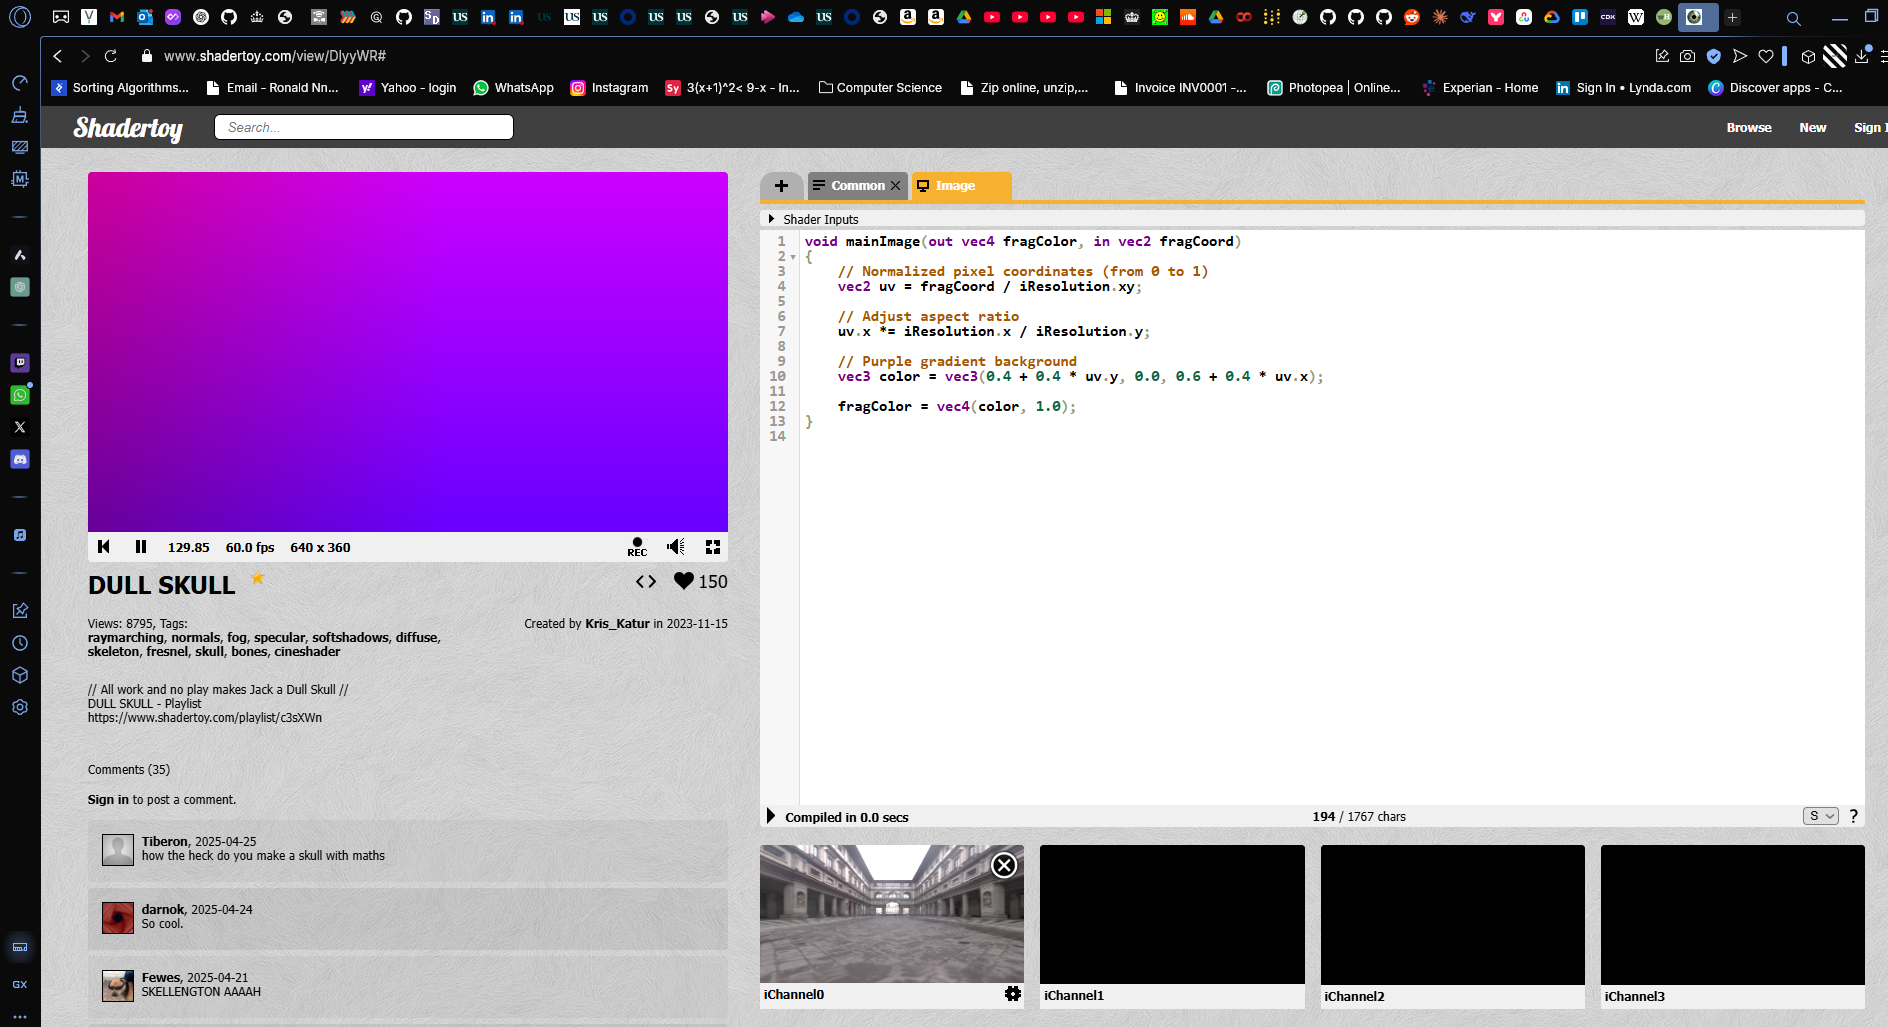 www.shadertoy.com/view/DlyyWR#
Sorting Algorithms...
Email - Ronald Nn...
Yahoo - login
WhatsApp
Instagram
3(x+1)^2< 9-x - In...
Computer Science
Zip online, unzip,...
Invoice INV0001 -...
Photopea | Online...
Experian - Home
Sign In • Lynda.com
Discover apps - C...
Shadertoy
Search...
Browse
New
Sign I
Common
Image
Shader Inputs
1 void mainImage(out vec4 fragColor, in vec2 fragCoord)
2 {
3 // Normalized pixel coordinates (from 0 to 1)
4 vec2 uv = fragCoord / iResolution.xy;
5
6 // Adjust aspect ratio
7 uv.x *= iResolution.x / iResolution.y;
8
9 // Purple gradient background
10 vec3 color = vec3(0.4 + 0.4 * uv.y, 0.0, 0.6 + 0.4 * uv.x);
11
12 fragColor = vec4(color, 1.0);
13 }
14
129.85 60.0 fps 640 x 360
REC
DULL SKULL
150
Views: 8795, Tags:
raymarching, normals, fog, specular, softshadows, diffuse,
skeleton, fresnel, skull, bones, cineshader
Created by Kris_Katur in 2023-11-15
// All work and no play makes Jack a Dull Skull //
DULL SKULL - Playlist
https://www.shadertoy.com/playlist/c3sXWn
Comments (35)
Sign in to post a comment.
Tiberon, 2025-04-25
how the heck do you make a skull with maths
darnok, 2025-04-24
So cool.
Fewes, 2025-04-21
SKELLENGTON AAAAH
Compiled in 0.0 secs
194 / 1767 chars
S
?
iChannel0
iChannel1
iChannel2
iChannel3
GX